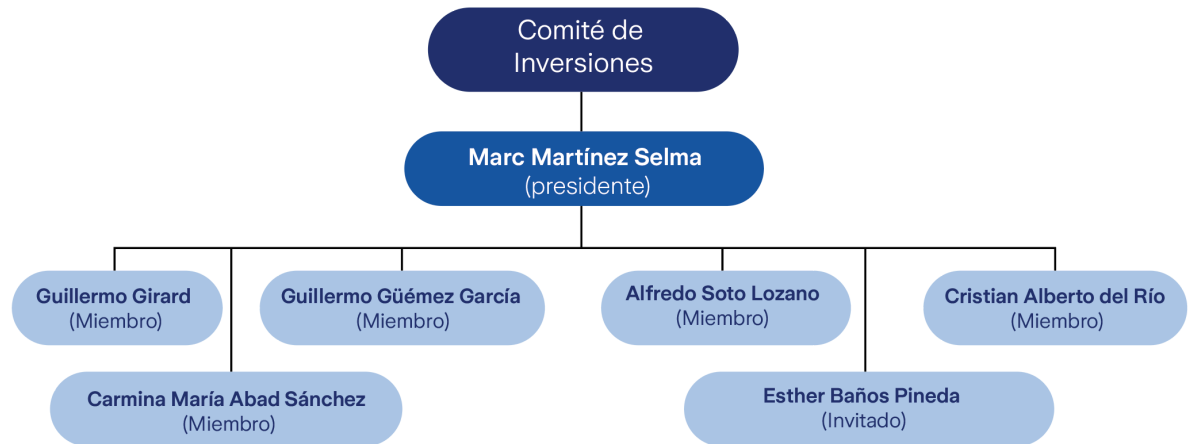 Comité de
Inversiones
Marc Martínez Selma
(presidente)
Guillermo Girard
(Miembro)
Guillermo Güémez García
(Miembro)
Alfredo Soto Lozano
(Miembro)
Cristian Alberto del Río
(Miembro)
Carmina María Abad Sánchez
(Miembro)
Esther Baños Pineda
(Invitado)